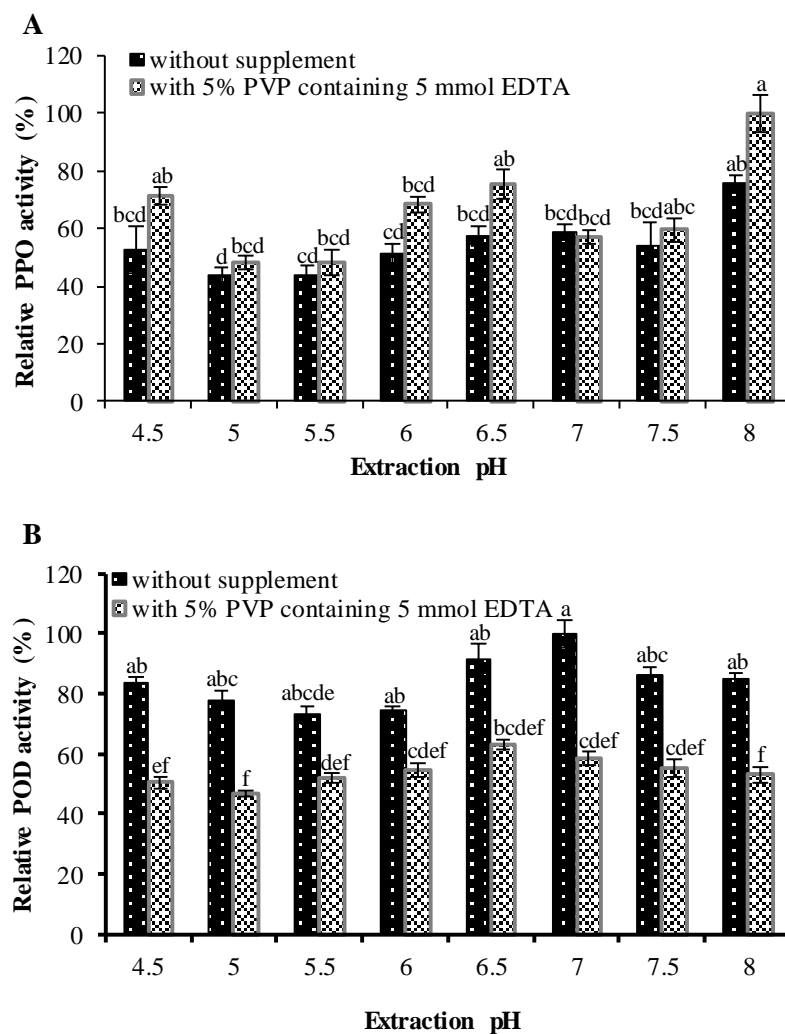 A
without supplement
with 5% PVP containing 5 mmol EDTA
Relative PPO activity (%)
120
100
80
60
40
20
0
bcd ab d bcd cd bcd cd bcd bcd ab bcd bcd bcd abc ab a
4.5 5 5.5 6 6.5 7 7.5 8
Extraction pH
B
without supplement
with 5% PVP containing 5 mmol EDTA
Relative POD activity (%)
120
100
80
60
40
20
0
ab ef abc f abcde def ab cdef ab bcdef a cdef abc cdef ab f
4.5 5 5.5 6 6.5 7 7.5 8
Extraction pH